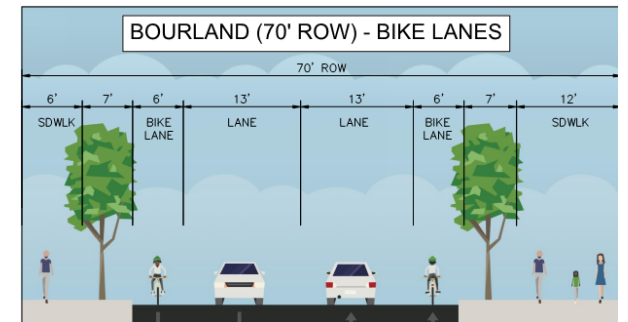 BOURLAND (70' ROW) - BIKE LANES
70' ROW
6' 7' 6' 13' 13' 6' 7' 12'
SDWLK BIKE LANE LANE LANE BIKE LANE SDWLK